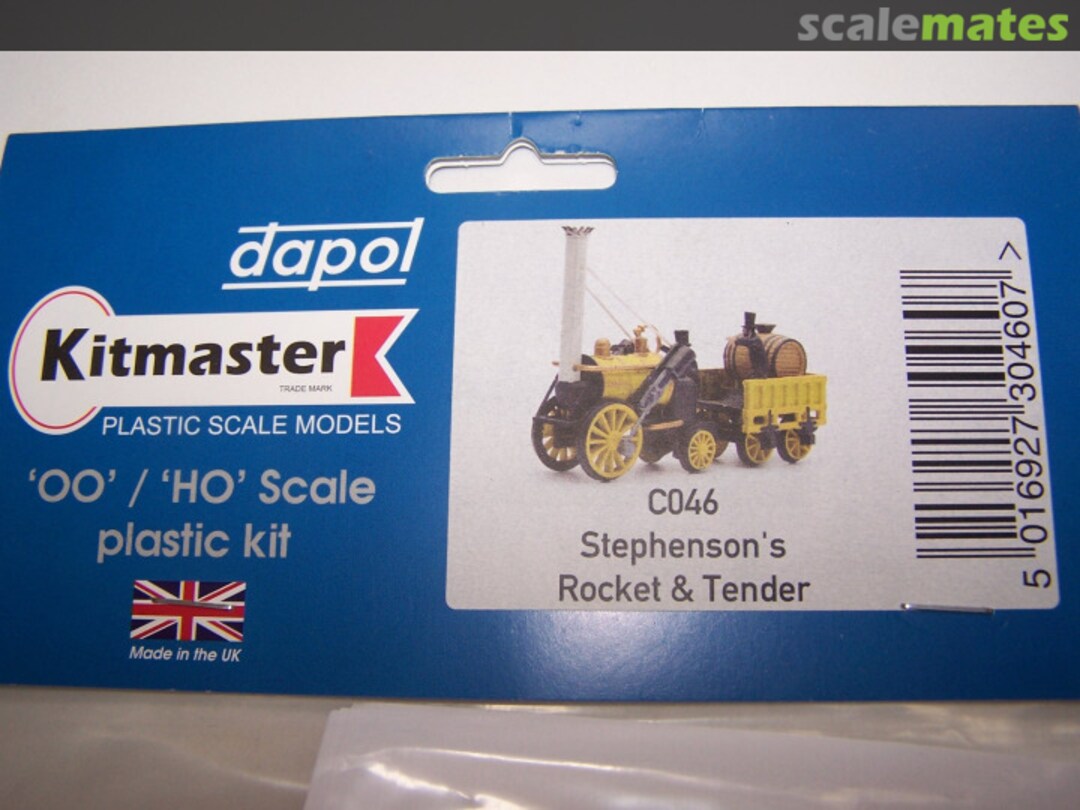 scalemates
dapol
Kitmaster
TRADE MARK
PLASTIC SCALE MODELS
'OO' / 'HO' Scale
plastic kit
Made in the UK
C046
Stephenson's
Rocket & Tender
5 016927 304607 >